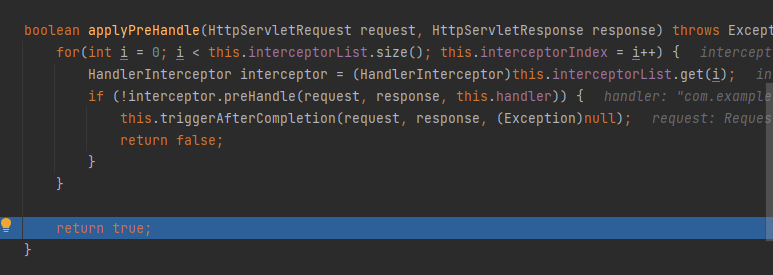 boolean applyPreHandle(HttpServletRequest request, HttpServletResponse response) throws Except
for(int i = 0; i < this.interceptorList.size(); this.interceptorIndex = i++) { intercept
HandlerInterceptor interceptor = (HandlerInterceptor)this.interceptorList.get(i); in
if (!interceptor.preHandle(request, response, this.handler)) { handler: "com.example
this.triggerAfterCompletion(request, response, (Exception)null); request: Reques
return false;
}
}
return true;
}